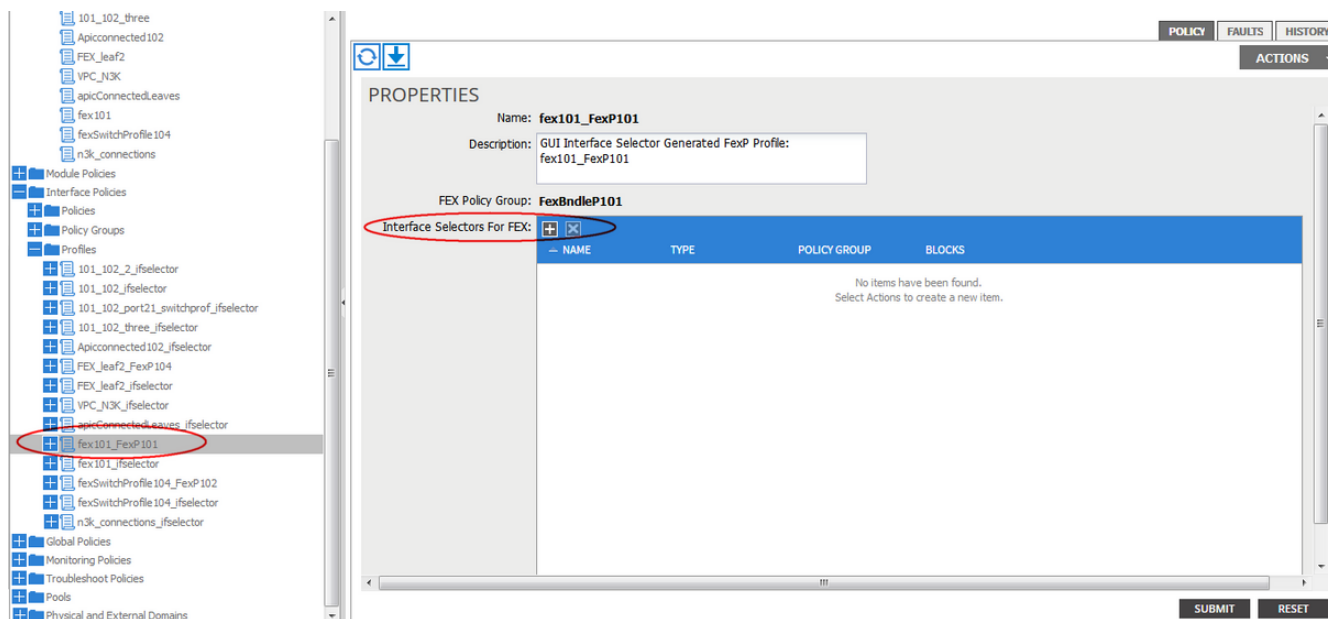 101_102_three
Apicconnected102
FEX_leaf2
VPC_N3K
apicConnectedLeaves
fex101
fexSwitchProfile104
n3k_connections
Module Policies
Interface Policies
Policies
Policy Groups
Profiles
101_102_2_ifselector
101_102_ifselector
101_102_port21_switchprof_ifselector
101_102_three_ifselector
Apicconnected102_ifselector
FEX_leaf2_FexP104
FEX_leaf2_ifselector
VPC_N3K_ifselector
apicConnectedLeaves_ifselector
fex101_FexP101
fex101_ifselector
fexSwitchProfile104_FexP102
fexSwitchProfile104_ifselector
n3k_connections_ifselector
Global Policies
Monitoring Policies
Troubleshoot Policies
Pools
Physical and External Domains
POLICY FAULTS HISTORY
ACTIONS
PROPERTIES
Name: fex101_FexP101
Description: GUI Interface Selector Generated FexP Profile:
fex101_FexP101
FEX Policy Group: FexBndleP101
Interface Selectors For FEX:
NAME TYPE POLICY GROUP BLOCKS
No items have been found.
Select Actions to create a new item.
SUBMIT RESET